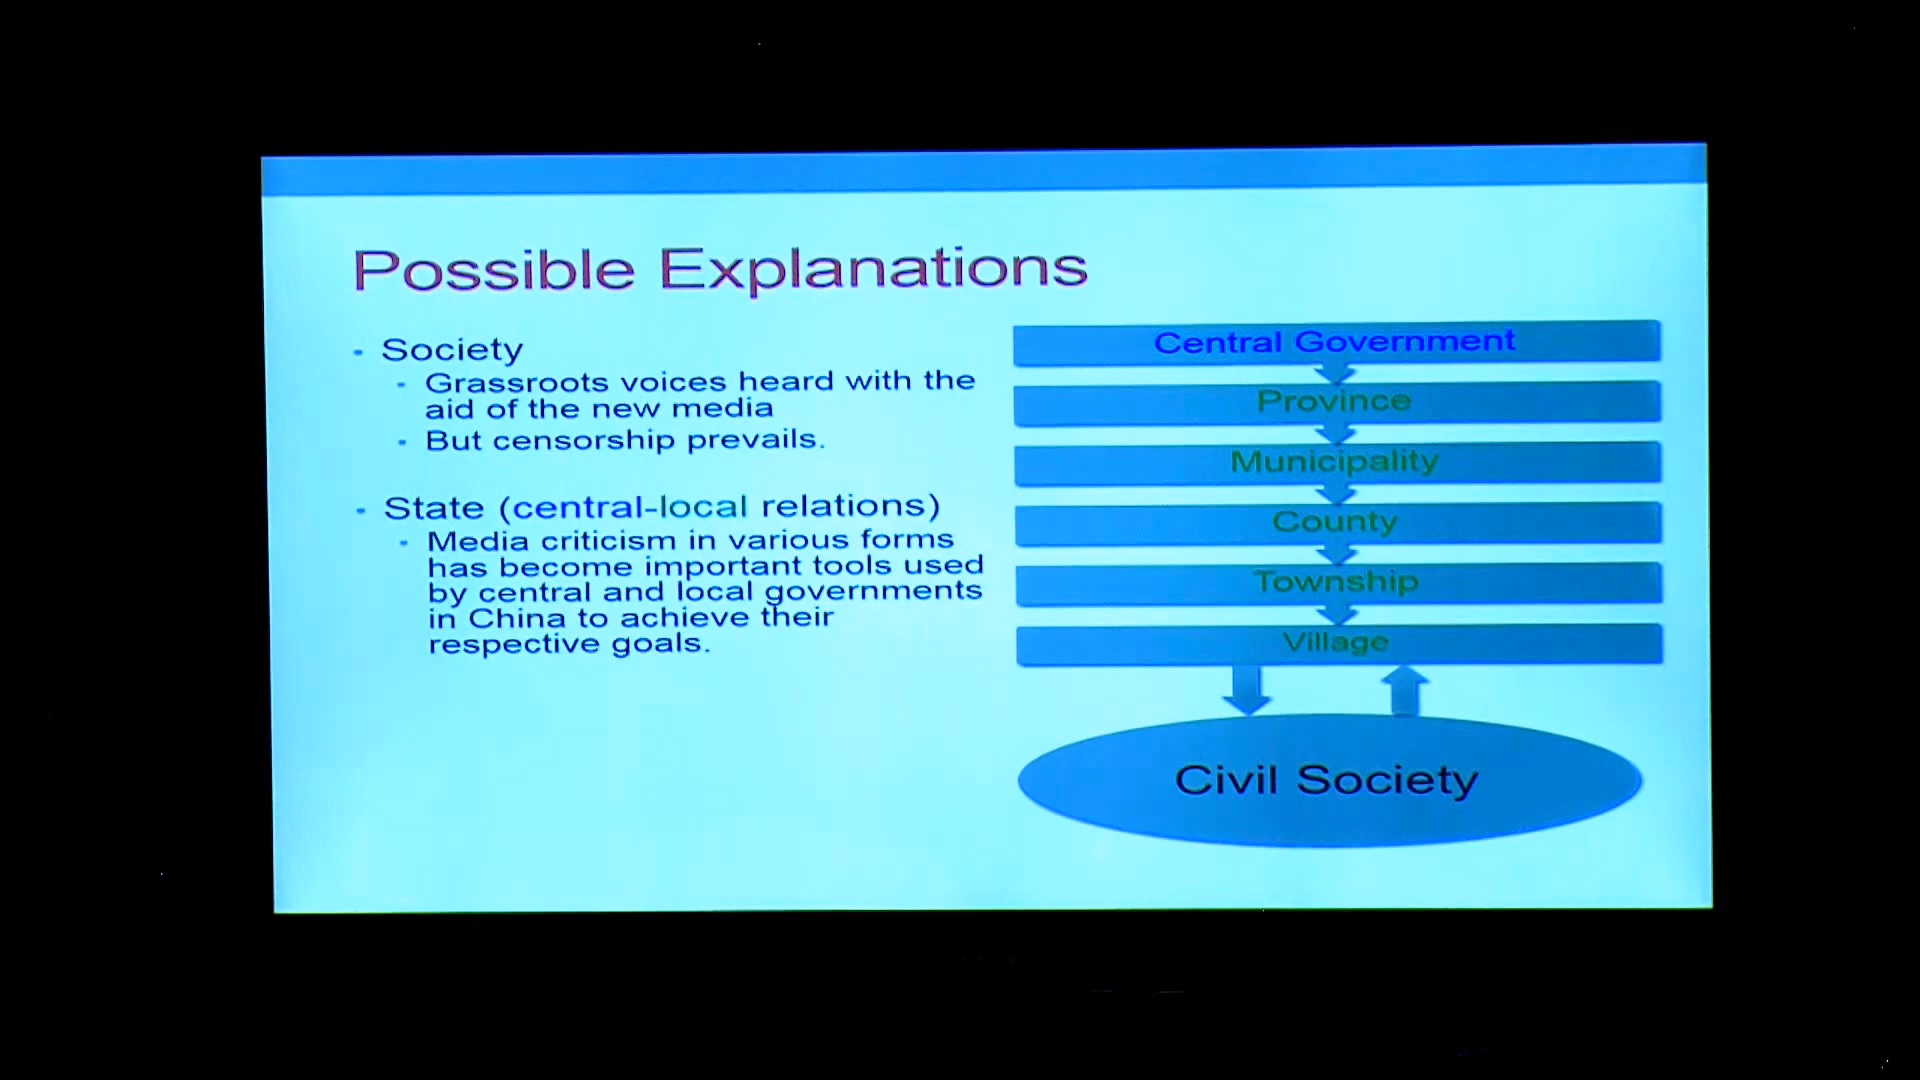 Possible Explanations
• Society
• Grassroots voices heard with the
aid of the new media
• But censorship prevails.
• State (central-local relations)
• Media criticism in various forms
has become important tools used
by central and local governments
in China to achieve their
respective goals.
Central Government
Province
Municipality
County
Township
Village
Civil Society